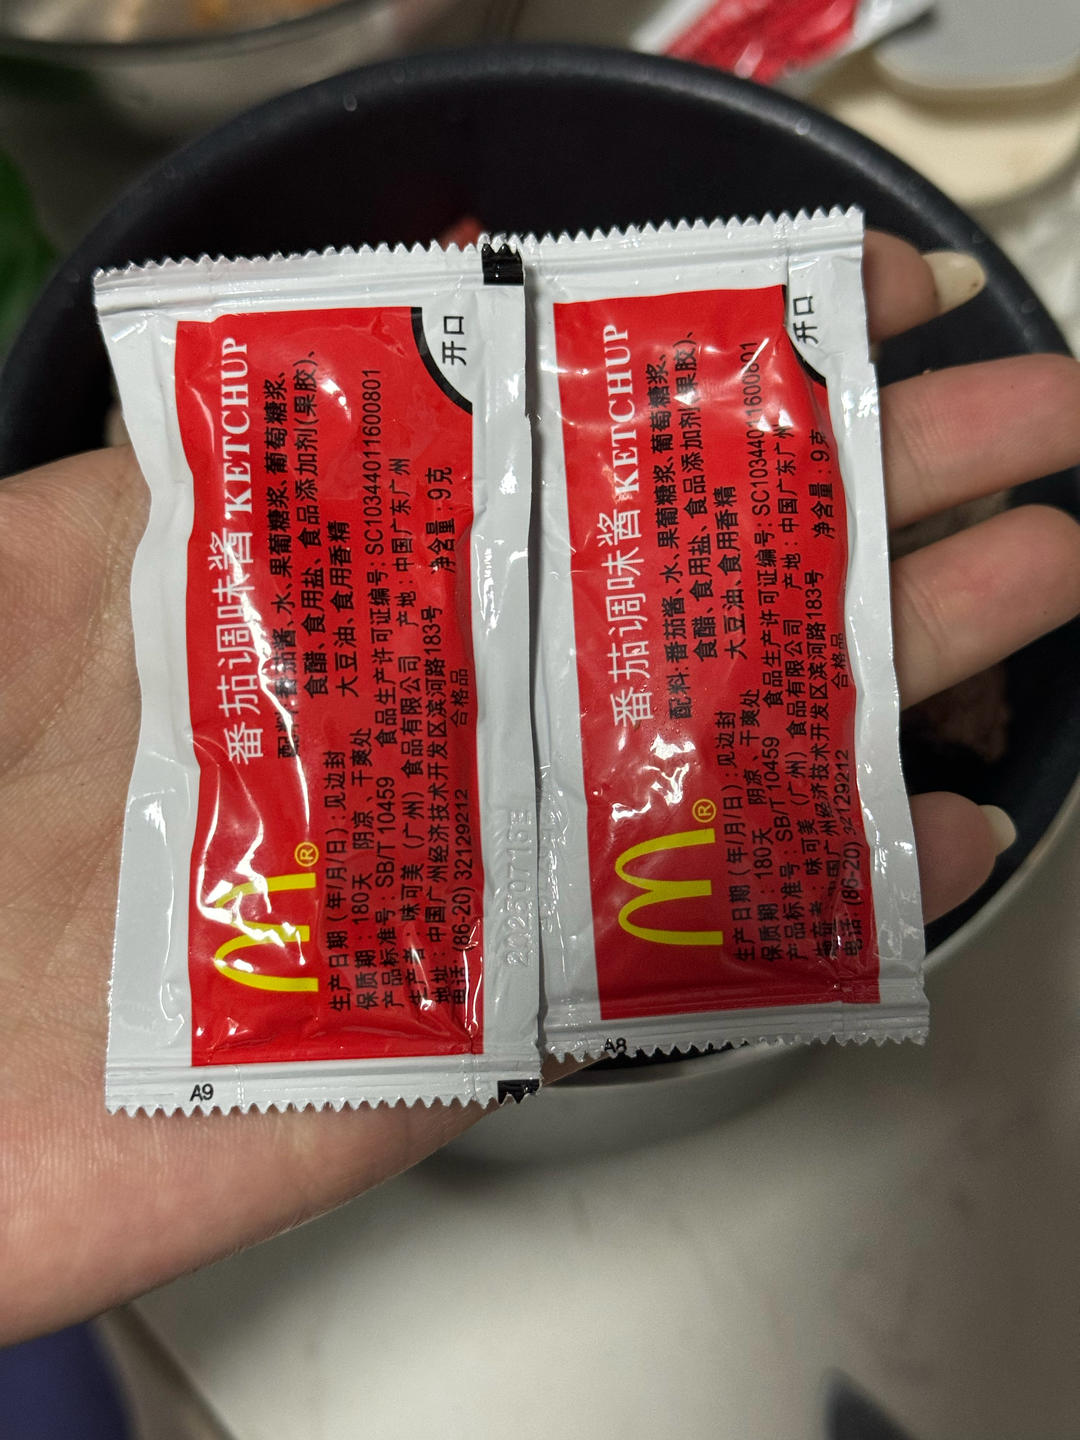 番茄调味酱 KETCHUP
配料:番茄酱、水、果葡糖浆、葡萄糖浆、
食醋、食用盐、食品添加剂(果胶)、
大豆油、食用香精
生产日期(年/月/日):见边封
保质期:180天 阴凉、干爽处
产品标准号:SB/T 10459 食品生产许可证编号:SC10344011600801
生产者:味可美(广州)食品有限公司 产地:中国广东广州
地址:中国广州经济技术开发区滨河路183号 净含量:9克
电话:(86-20) 32129212 合格品
开口
®
20250715
A9
番茄调味酱 KETCHUP
配料:番茄酱、水、果葡糖浆、葡萄糖浆、
食醋、食用盐、食品添加剂(果胶)、
大豆油、食用香精
生产日期(年/月/日):见边封
保质期:180天 阴凉、干爽处
产品标准号:SB/T 10459 食品生产许可证编号:SC10344011600801
生产者:味可美(广州)食品有限公司 产地:中国广东广州
中国广州经济技术开发区滨河路183号 净含量:9克
电话:(86-20) 32129212 合格品
开口
®
A8